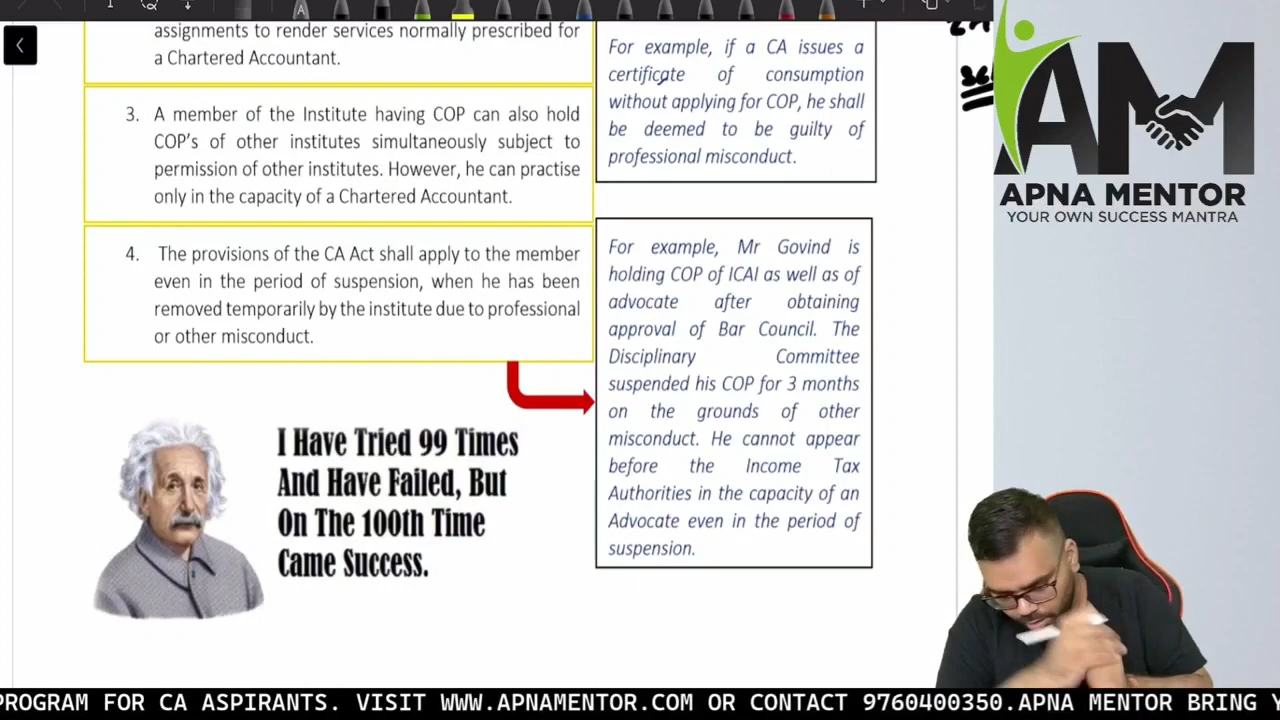 assignments to render services normally prescribed for
a Chartered Accountant.
3. A member of the Institute having COP can also hold
COP's of other institutes simultaneously subject to
permission of other institutes. However, he can practise
only in the capacity of a Chartered Accountant.
4. The provisions of the CA Act shall apply to the member
even in the period of suspension, when he has been
removed temporarily by the institute due to professional
or other misconduct.
For example, if a CA issues a
certificate of consumption
without applying for COP, he shall
be deemed to be guilty of
professional misconduct.
For example, Mr Govind is
holding COP of ICAI as well as of
advocate after obtaining
approval of Bar Council. The
Disciplinary Committee
suspended his COP for 3 months
on the grounds of other
misconduct. He cannot appear
before the Income Tax
Authorities in the capacity of an
Advocate even in the period of
suspension.
I Have Tried 99 Times
And Have Failed, But
On The 100th Time
Came Success.
AM
APNA MENTOR
YOUR OWN SUCCESS MANTRA
PROGRAM FOR CA ASPIRANTS. VISIT WWW.APNAMENTOR.COM OR CONTACT 9760400350.APNA MENTOR BRING